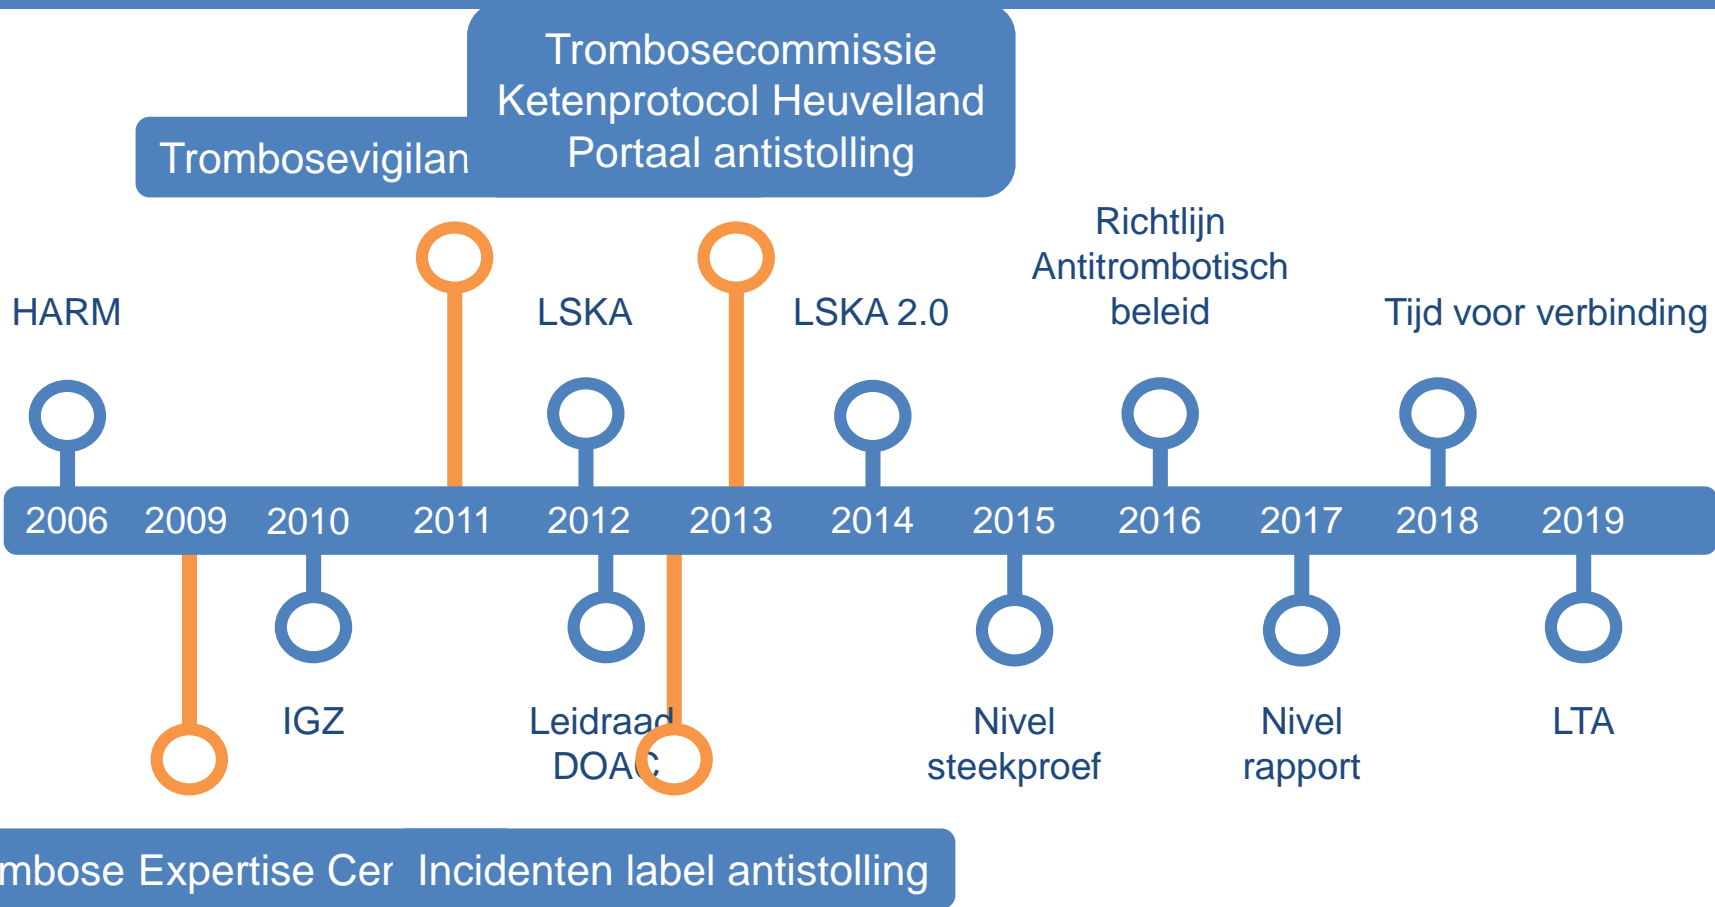 Trombosecommissie
Ketenprotocol Heuvelland
Portaal antistolling
Trombosevigilan
Richtlijn
Antitrombotisch
beleid
HARM
LSKA
LSKA 2.0
Tijd voor verbinding
2006 2009 2010 2011 2012 2013 2014 2015 2016 2017 2018 2019
IGZ
Leidraad
DOAC
Nivel
steekproef
Nivel
rapport
LTA
mbose Expertise Cer
Incidenten label antistolling